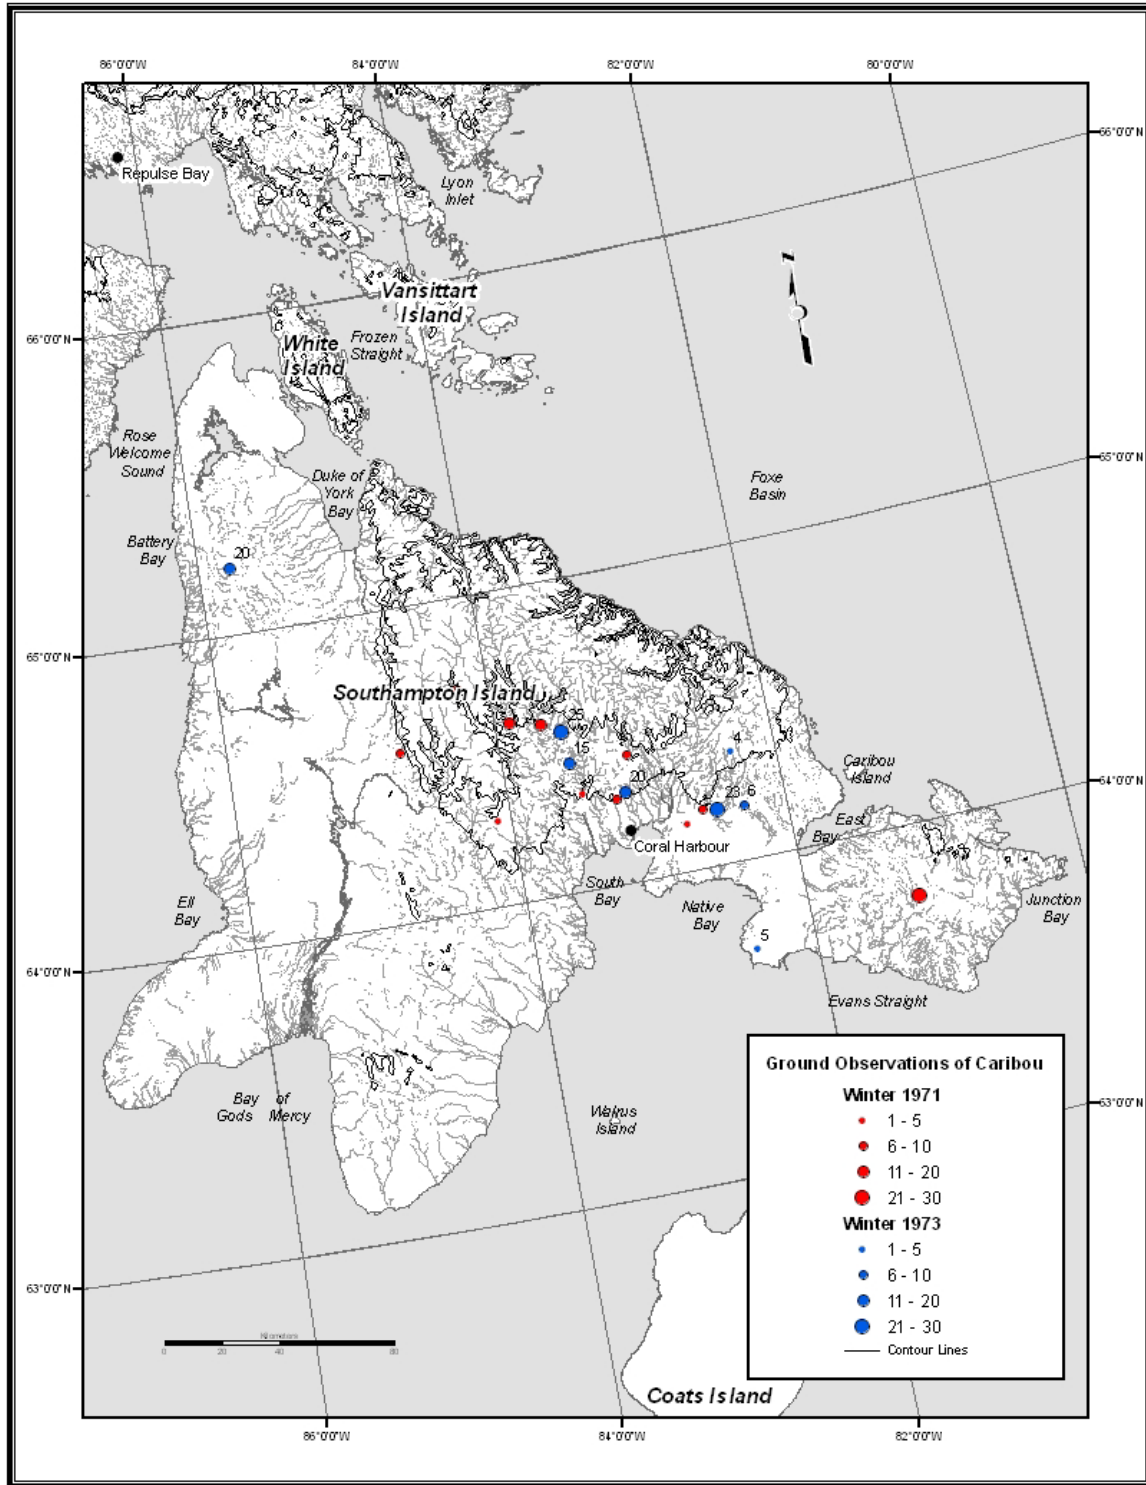 86°0'0"W 84°0'0"W 82°0'0"W 80°0'0"W
66°0'0"N
Repulse Bay
Lyon
Inlet
Vansittart
Island
66°0'0"N
White
Island
Frozen
Straight
Rose
Welcome
Sound
Duke of
York
Bay
65°0'0"N
Foxe
Basin
Battery
Bay
20
65°0'0"N
Southampton Island
25
15
4
20
23
6
Caribou
Island
64°0'0"N
East
Bay
Coral Harbour
South
Bay
Native
Bay
Junction
Bay
Ell
Bay
5
64°0'0"N
Evans Straight
Bay of
Gods Mercy
Walrus
Island
63°0'0"N
63°0'0"N
Ground Observations of Caribou
Winter 1971
1 - 5
6 - 10
11 - 20
21 - 30
Winter 1973
1 - 5
6 - 10
11 - 20
21 - 30
Contour Lines
Kilometers
0 20 40 80
Coats Island
86°0'0"W 84°0'0"W 82°0'0"W